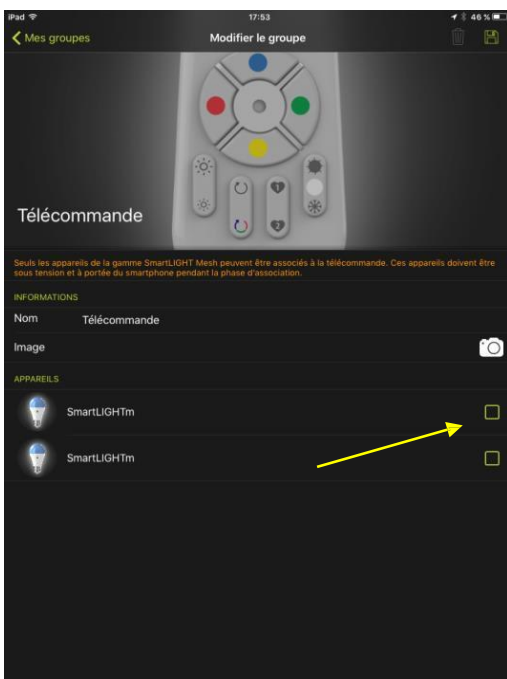 iPad 17:53 46 %
Mes groupes Modifier le groupe
1
2
Télécommande
Seuls les appareils de la gamme SmartLIGHT Mesh peuvent être associés à la télécommande. Ces appareils doivent être
sous tension et à portée du smartphone pendant la phase d'association.
INFORMATIONS
Nom Télécommande
Image
APPAREILS
SmartLIGHTm
SmartLIGHTm